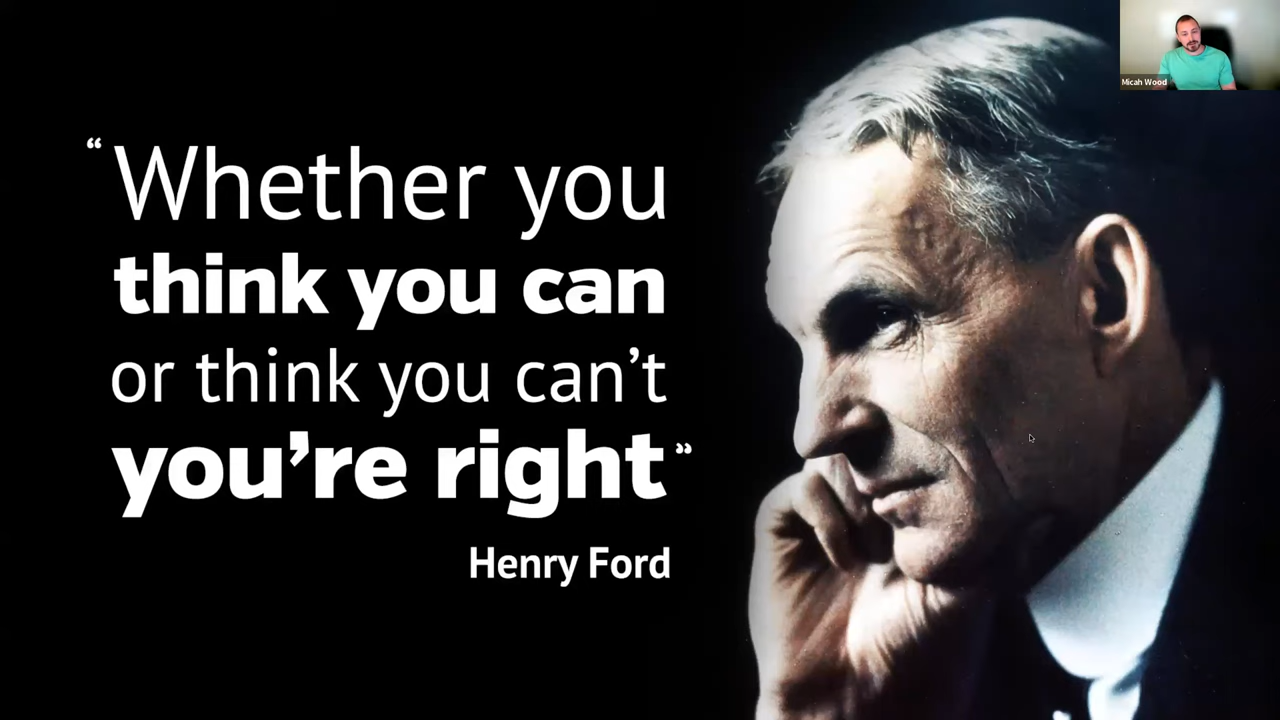 “Whether you
think you can
or think you can’t
you’re right”
Henry Ford
Micah Wood